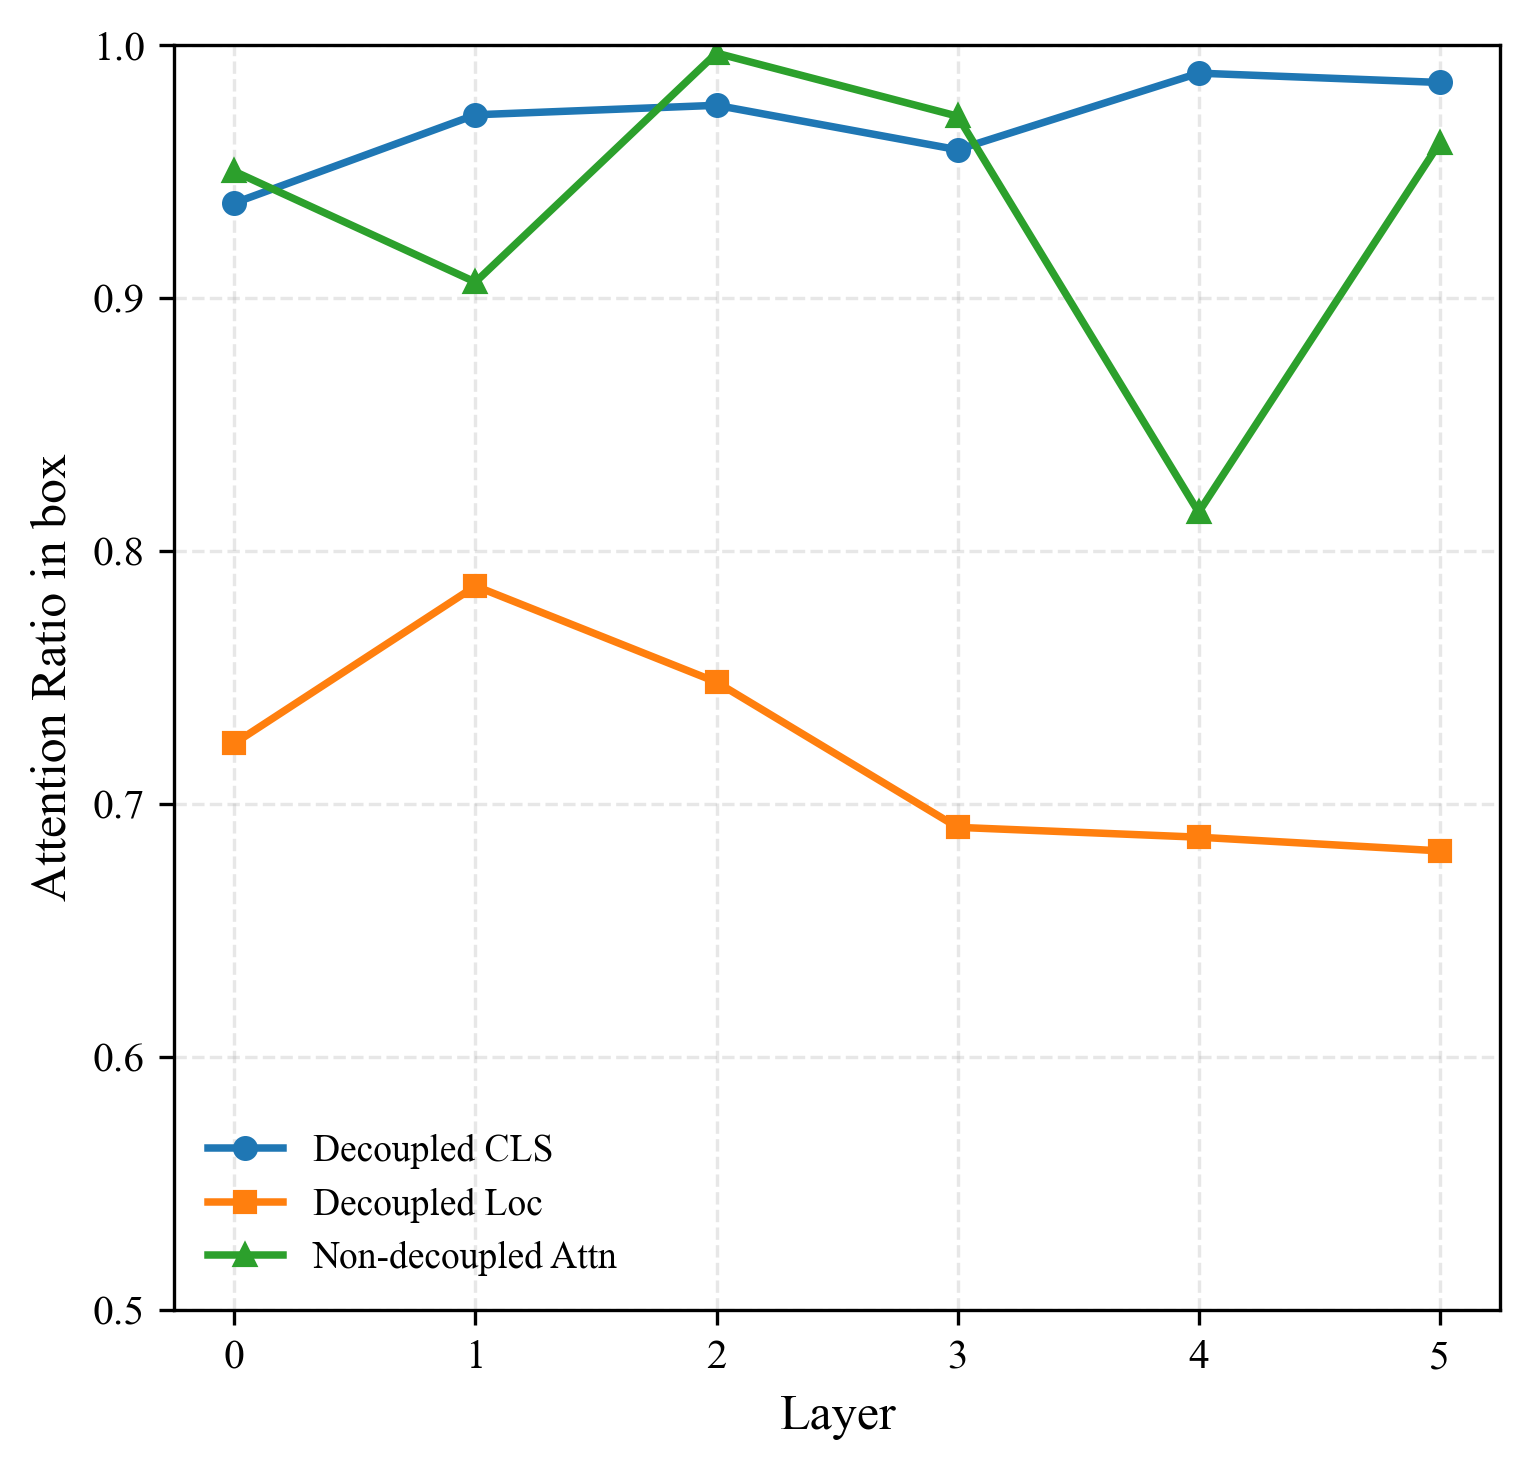 1.0
0.9
0.8
0.7
0.6
0.5
Attention Ratio in box
Decoupled CLS
Decoupled Loc
Non-decoupled Attn
0 1 2 3 4 5
Layer